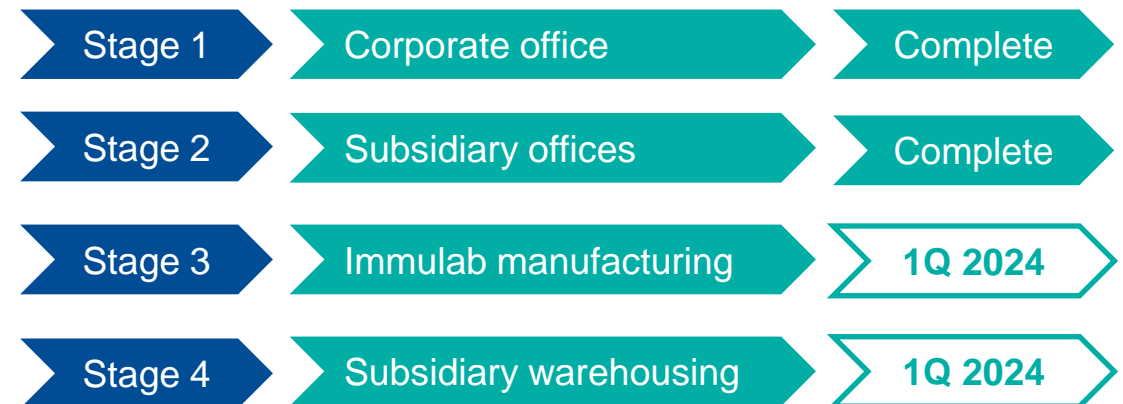 Stage 1 Corporate office Complete
Stage 2 Subsidiary offices Complete
Stage 3 Immulab manufacturing 1Q 2024
Stage 4 Subsidiary warehousing 1Q 2024